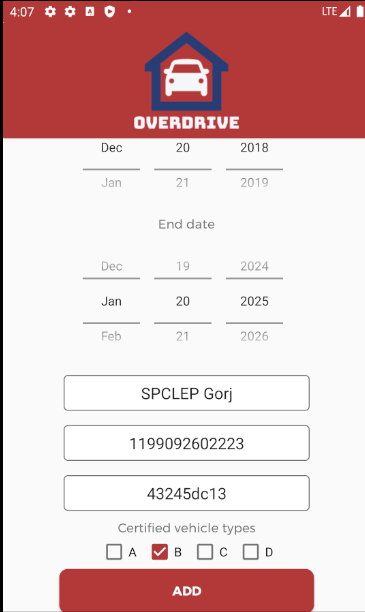 4:07 LTE
OVERDRIVE
Dec 20 2018
Jan 21 2019
End date
Dec 19 2024
Jan 20 2025
Feb 21 2026
SPCLEP Gorj
1199092602223
43245dc13
Certified vehicle types
A B C D
ADD